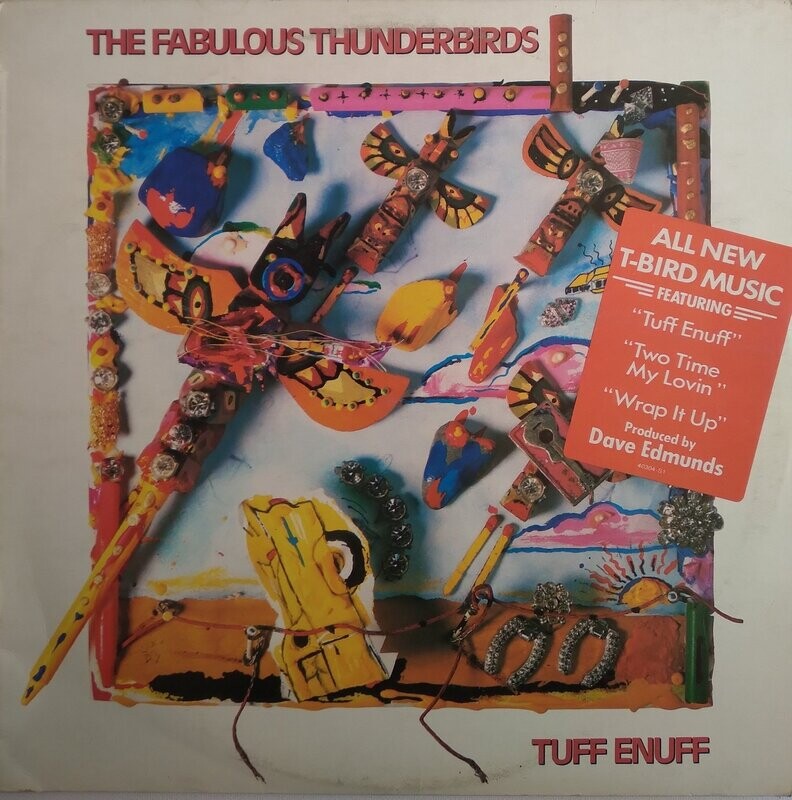 THE FABULOUS THUNDERBIRDS
ALL NEW
T-BIRD MUSIC
FEATURING
"Tuff Enuff"
"Two Time
My Lovin"
"Wrap It Up"
Produced by
Dave Edmunds
TUFF ENUFF